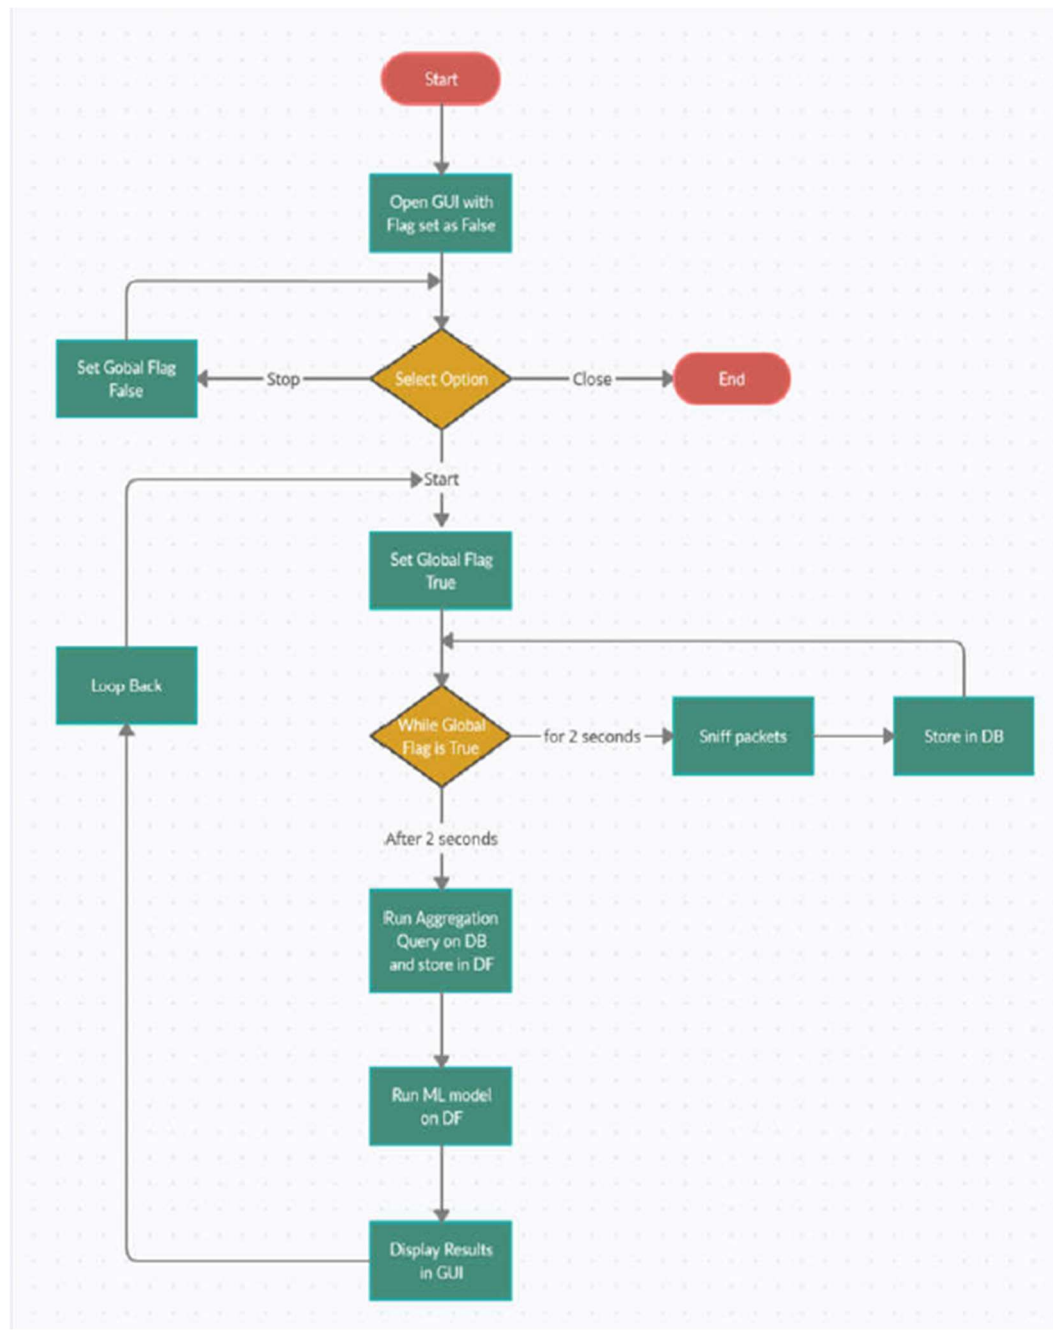 Start
Open GUI with
Flag set as False
Set Gobal Flag
False
Stop
Select Option
Close
End
Start
Set Global Flag
True
Loop Back
While Global
Flag is True
for 2 seconds
Sniff packets
Store in DB
After 2 seconds
Run Aggregation
Query on DB
and store in DF
Run ML model
on DF
Display Results
in GUI